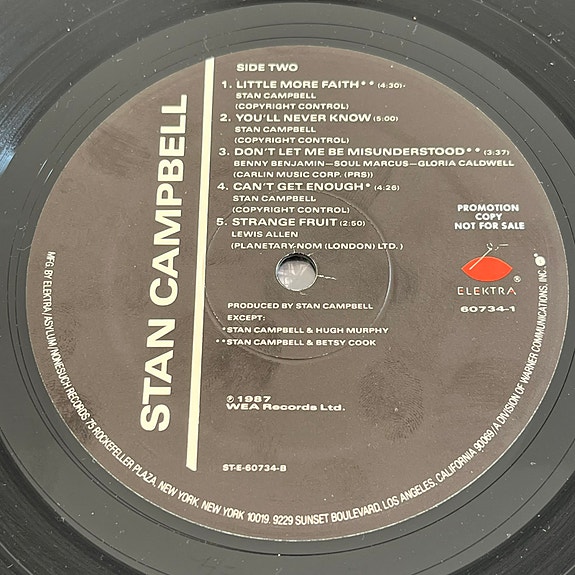 STAN CAMPBELL
SIDE TWO
1. LITTLE MORE FAITH** (4:30)
STAN CAMPBELL
(COPYRIGHT CONTROL)
2. YOU'LL NEVER KNOW (5:00)
STAN CAMPBELL
(COPYRIGHT CONTROL)
3. DON'T LET ME BE MISUNDERSTOOD** (3:37)
BENNY BENJAMIN—SOUL MARCUS—GLORIA CALDWELL
(CARLIN MUSIC CORP. (PRS))
4. CAN'T GET ENOUGH* (4:26)
STAN CAMPBELL
(COPYRIGHT CONTROL)
5. STRANGE FRUIT (2:50)
LEWIS ALLEN
(PLANETARY-NOM (LONDON) LTD.)
PROMOTION
COPY
NOT FOR SALE
ELEKTRA®
60734-1
PRODUCED BY STAN CAMPBELL
EXCEPT:
*STAN CAMPBELL & HUGH MURPHY
**STAN CAMPBELL & BETSY COOK
℗ 1987
WEA Records Ltd.
ST-E-60734-B
MFG. BY ELEKTRA/ASYLUM/NONESUCH RECORDS 75 ROCKEFELLER PLAZA, NEW YORK, NEW YORK 10019. 9229 SUNSET BOULEVARD, LOS ANGELES, CALIFORNIA 90069/A DIVISION OF WARNER COMMUNICATIONS, INC.